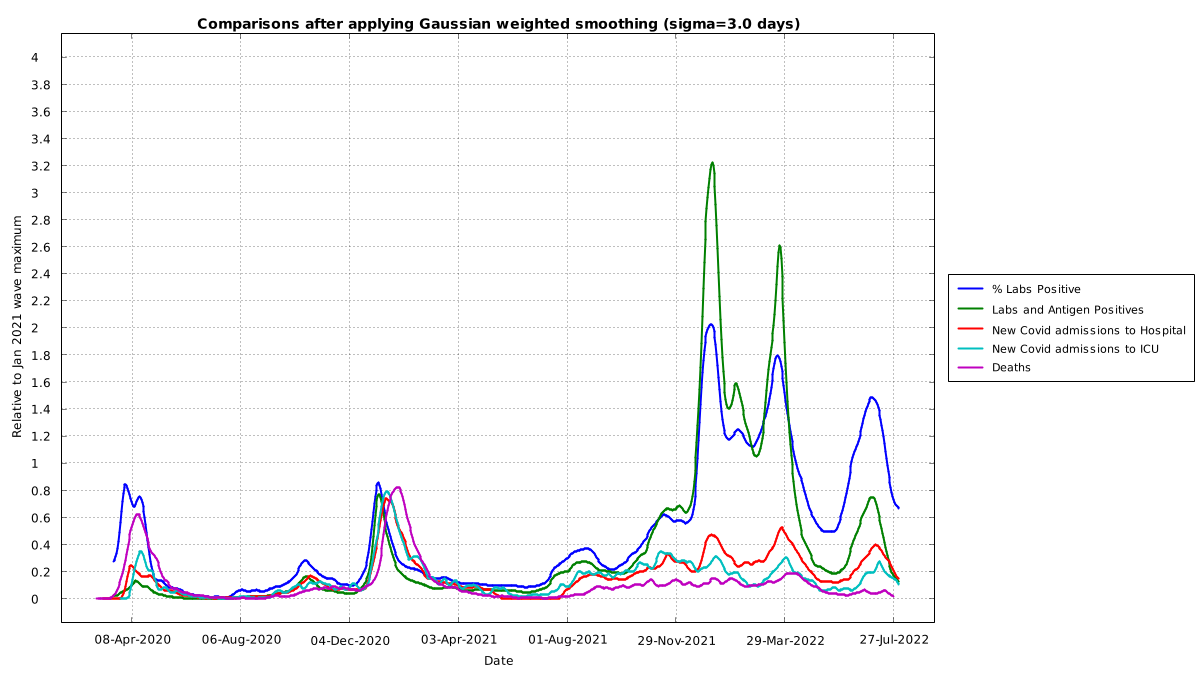 Comparisons after applying Gaussian weighted smoothing (sigma=3.0 days)
Relative to Jan 2021 wave maximum
4
3.8
3.6
3.4
3.2
3
2.8
2.6
2.4
2.2
2
1.8
1.6
1.4
1.2
1
0.8
0.6
0.4
0.2
0
08-Apr-2020
06-Aug-2020
04-Dec-2020
03-Apr-2021
01-Aug-2021
29-Nov-2021
29-Mar-2022
27-Jul-2022
Date
% Labs Positive
Labs and Antigen Positives
New Covid admissions to Hospital
New Covid admissions to ICU
Deaths